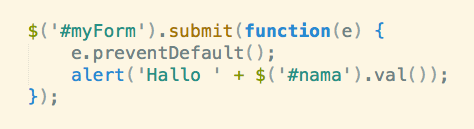 $('#myForm').submit(function(e) {
    e.preventDefault();
    alert('Hallo ' + $('#nama').val());
});